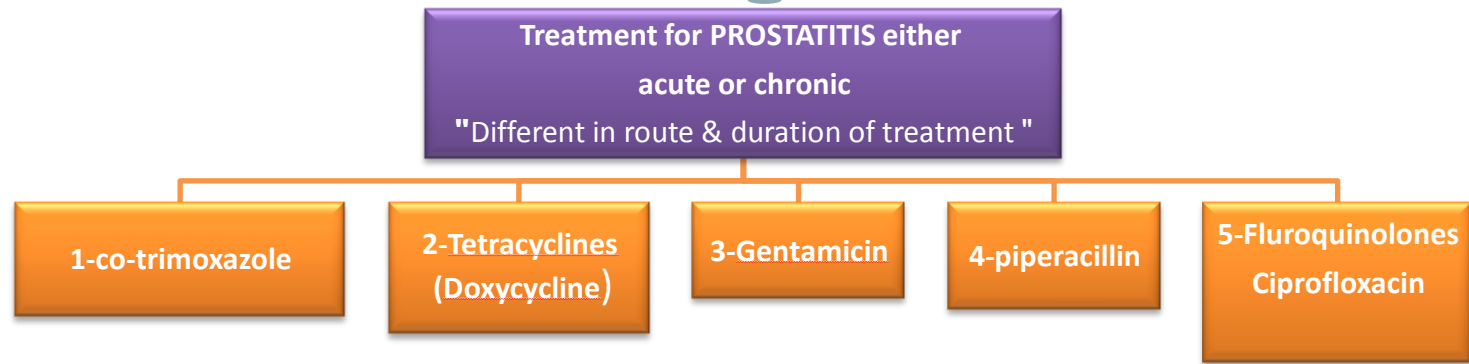 Treatment for PROSTATITIS either
acute or chronic
"Different in route & duration of treatment "
1-co-trimoxazole
2-Tetracyclines
(Doxycycline)
3-Gentamicin
4-piperacillin
5-Fluroquinolones
Ciprofloxacin